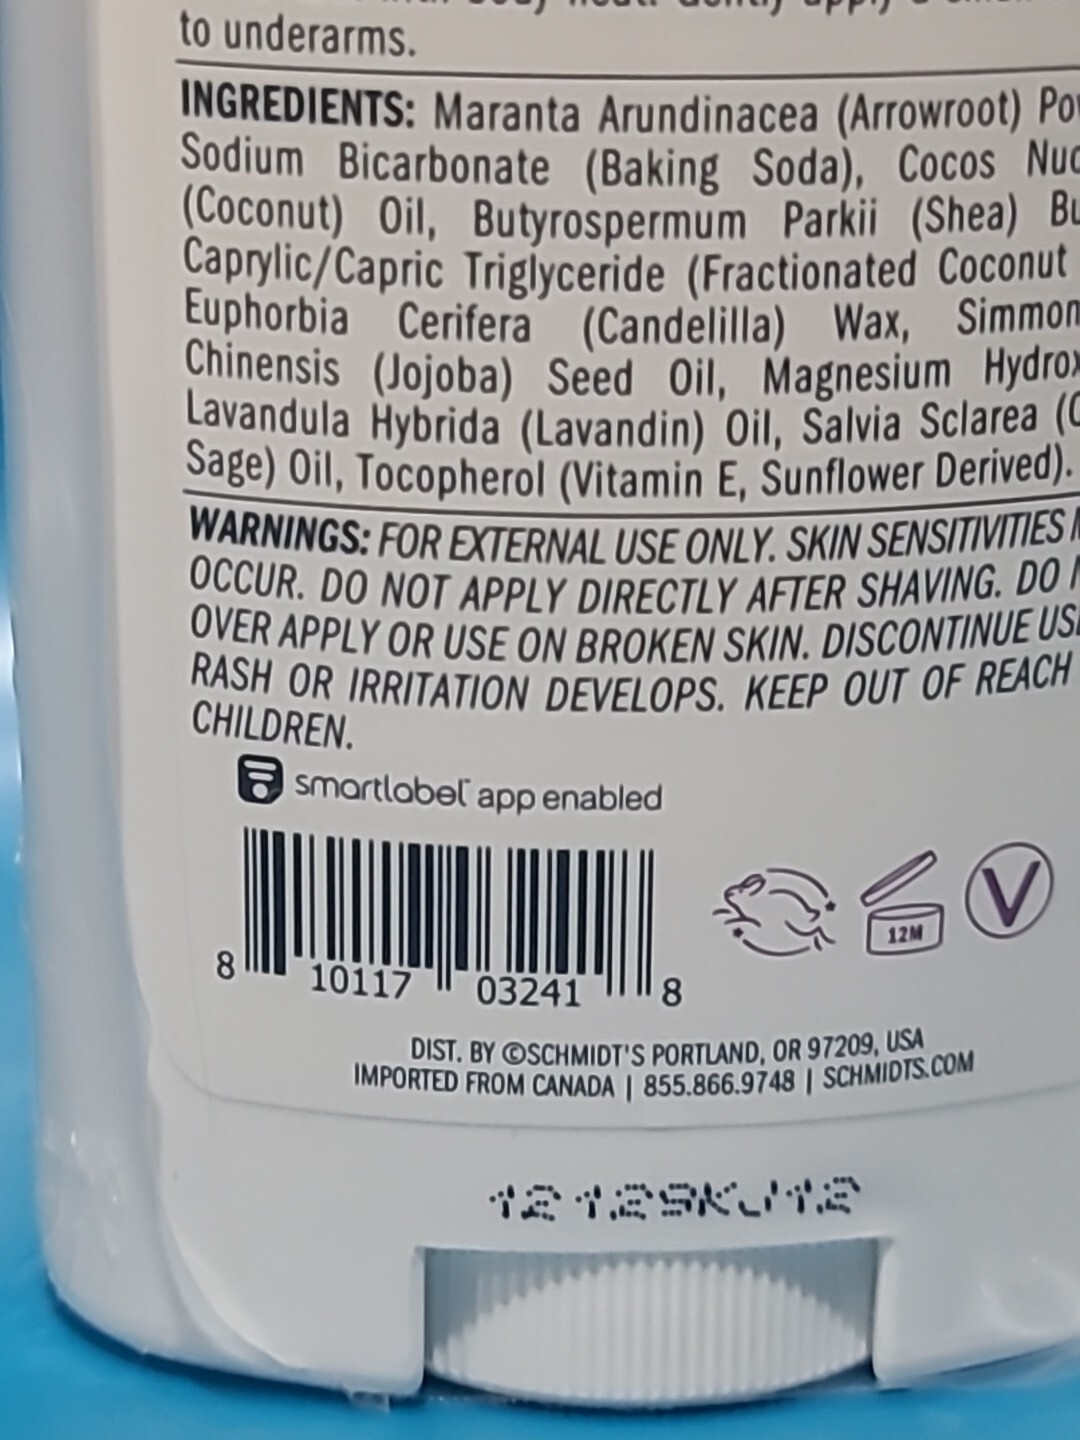 to underarms.
INGREDIENTS: Maranta Arundinacea (Arrowroot)
Sodium Bicarbonate (Baking Soda), Cocos
(Coconut) Oil, Butyrospermum Parkii (Shea)
Caprylic/Capric Triglyceride (Fractionated Coconut
Euphorbia Cerifera (Candelilla) Wax,
Chinensis (Jojoba) Seed Oil, Magnesium
Lavandula Hybrida (Lavandin) Oil, Salvia Sclarea
Sage) Oil, Tocopherol (Vitamin E, Sunflower Derived).
WARNINGS: FOR EXTERNAL USE ONLY. SKIN SENSITIVITIES
OCCUR. DO NOT APPLY DIRECTLY AFTER SHAVING. DO
OVER APPLY OR USE ON BROKEN SKIN. DISCONTINUE
RASH OR IRRITATION DEVELOPS. KEEP OUT OF REACH
CHILDREN.
smartlabel™ app enabled
8 10117 03241 8
12M
V
DIST. BY ©SCHMIDT'S PORTLAND, OR 97209, USA
IMPORTED FROM CANADA | 855.866.9748 | SCHMIDTS.COM